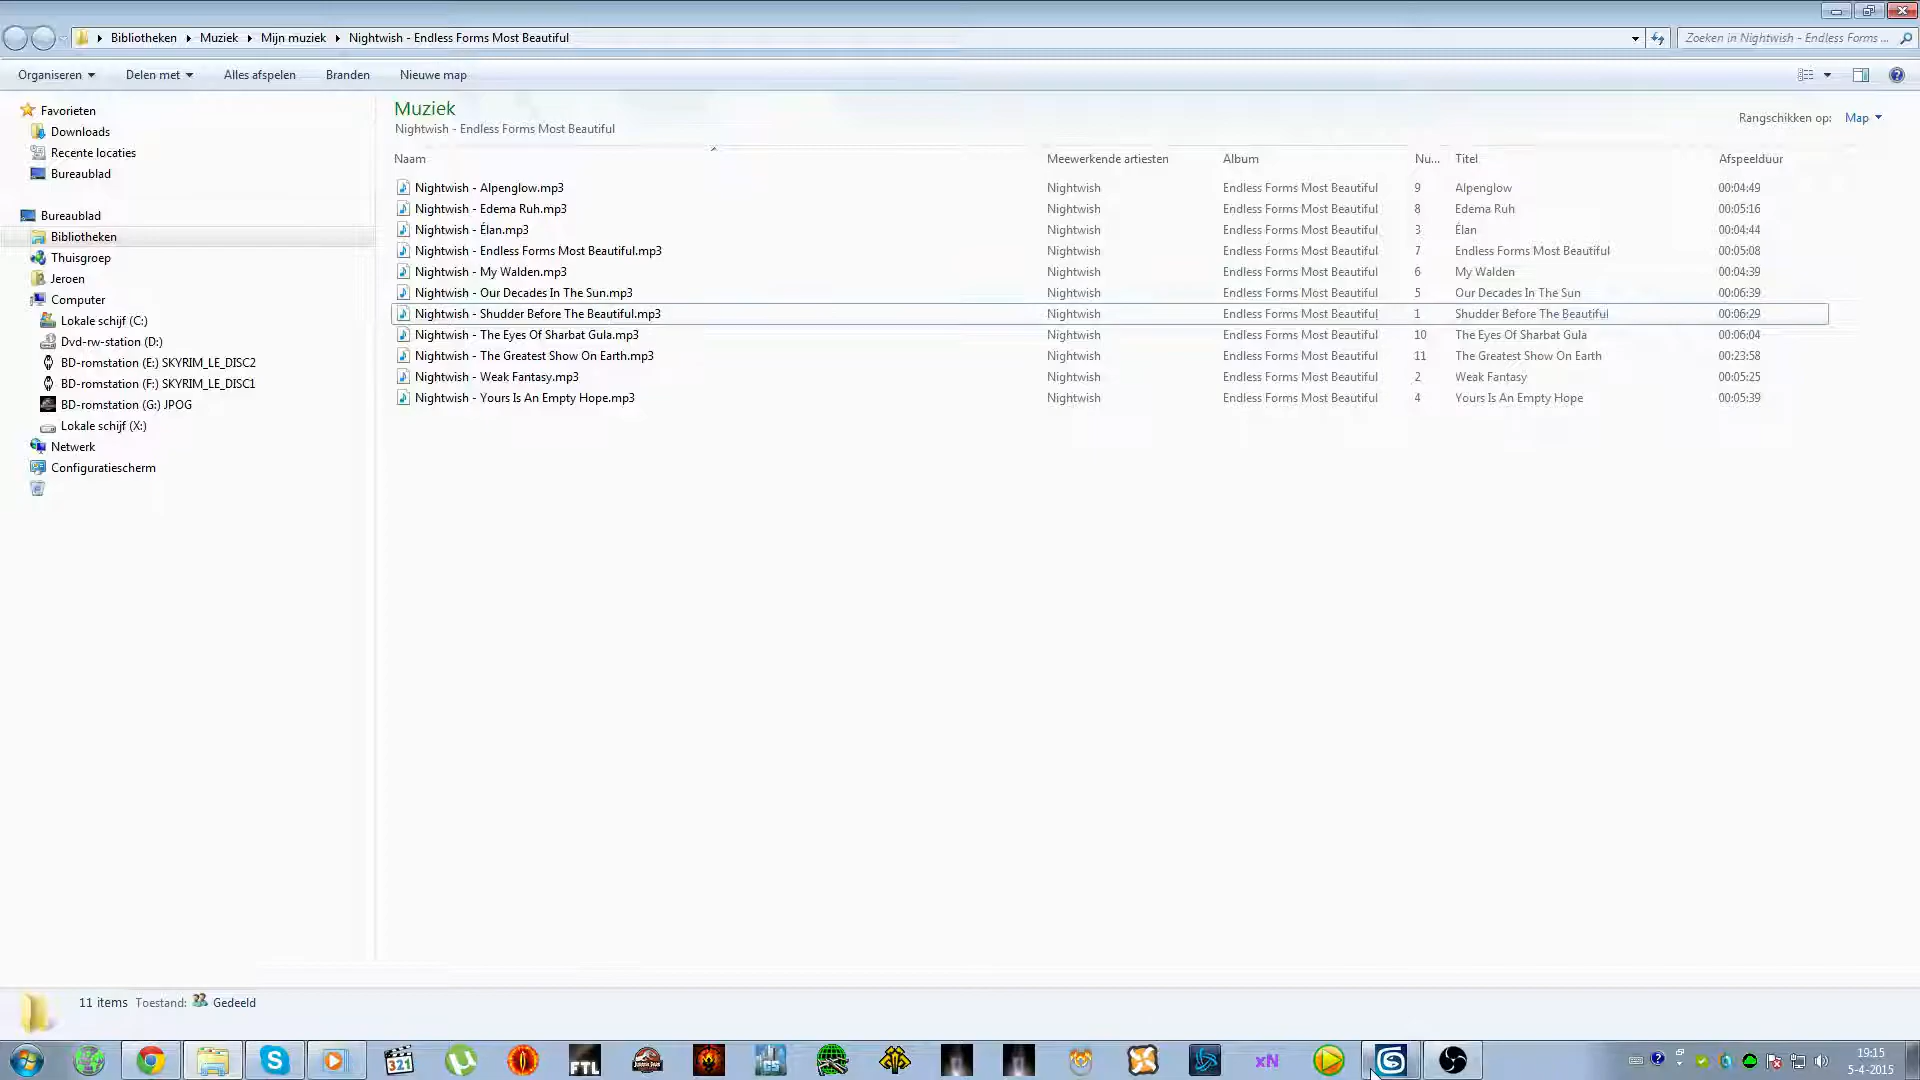 Bibliotheken Muziek Mijn muziek Nightwish - Endless Forms Most Beautiful
Zoeken in Nightwish - Endless Forms ...
Organiseren Delen met Alles afspelen Branden Nieuwe map
Favorieten
Downloads
Recente locaties
Bureaublad
Bureaublad
Bibliotheken
Thuisgroep
Jeroen
Computer
Lokale schijf (C:)
Dvd-rw-station (D:)
BD-romstation (E:) SKYRIM_LE_DISC2
BD-romstation (F:) SKYRIM_LE_DISC1
BD-romstation (G:) JPOG
Lokale schijf (X:)
Netwerk
Configuratiescherm
Muziek
Nightwish - Endless Forms Most Beautiful
Rangschikken op: Map
Naam Meewerkende artiesten Album Nu... Titel Afspeelduur
Nightwish - Alpenglow.mp3 Nightwish Endless Forms Most Beautiful 9 Alpenglow 00:04:49
Nightwish - Edema Ruh.mp3 Nightwish Endless Forms Most Beautiful 8 Edema Ruh 00:05:16
Nightwish - Élan.mp3 Nightwish Endless Forms Most Beautiful 3 Élan 00:04:44
Nightwish - Endless Forms Most Beautiful.mp3 Nightwish Endless Forms Most Beautiful 7 Endless Forms Most Beautiful 00:05:08
Nightwish - My Walden.mp3 Nightwish Endless Forms Most Beautiful 6 My Walden 00:04:39
Nightwish - Our Decades In The Sun.mp3 Nightwish Endless Forms Most Beautiful 5 Our Decades In The Sun 00:06:39
Nightwish - Shudder Before The Beautiful.mp3 Nightwish Endless Forms Most Beautiful 1 Shudder Before The Beautiful 00:06:29
Nightwish - The Eyes Of Sharbat Gula.mp3 Nightwish Endless Forms Most Beautiful 10 The Eyes Of Sharbat Gula 00:06:04
Nightwish - The Greatest Show On Earth.mp3 Nightwish Endless Forms Most Beautiful 11 The Greatest Show On Earth 00:23:58
Nightwish - Weak Fantasy.mp3 Nightwish Endless Forms Most Beautiful 2 Weak Fantasy 00:05:25
Nightwish - Yours Is An Empty Hope.mp3 Nightwish Endless Forms Most Beautiful 4 Yours Is An Empty Hope 00:05:39
11 items Toestand: Gedeeld
321
FTL
xN
19:15
5-4-2015